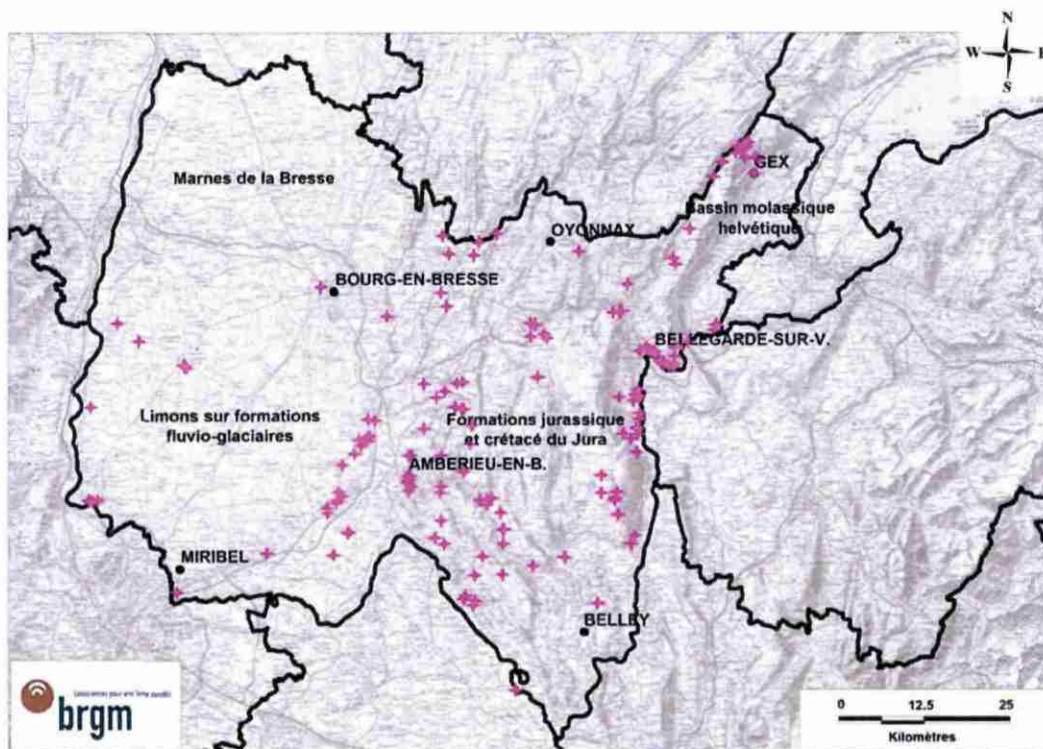 N
W E
S
Marnes de la Bresse
GEX
Bassin molassique
helvétique
OYONNAX
BOURG-EN-BRESSE
BELLEGARDE-SUR-V.
Limons sur formations
fluvio-glaciaires
Formations jurassique
et crétacé du Jura
AMBERIEU-EN-B.
MIRIBEL
BELLEY
brgm
0 12.5 25
Kilomètres